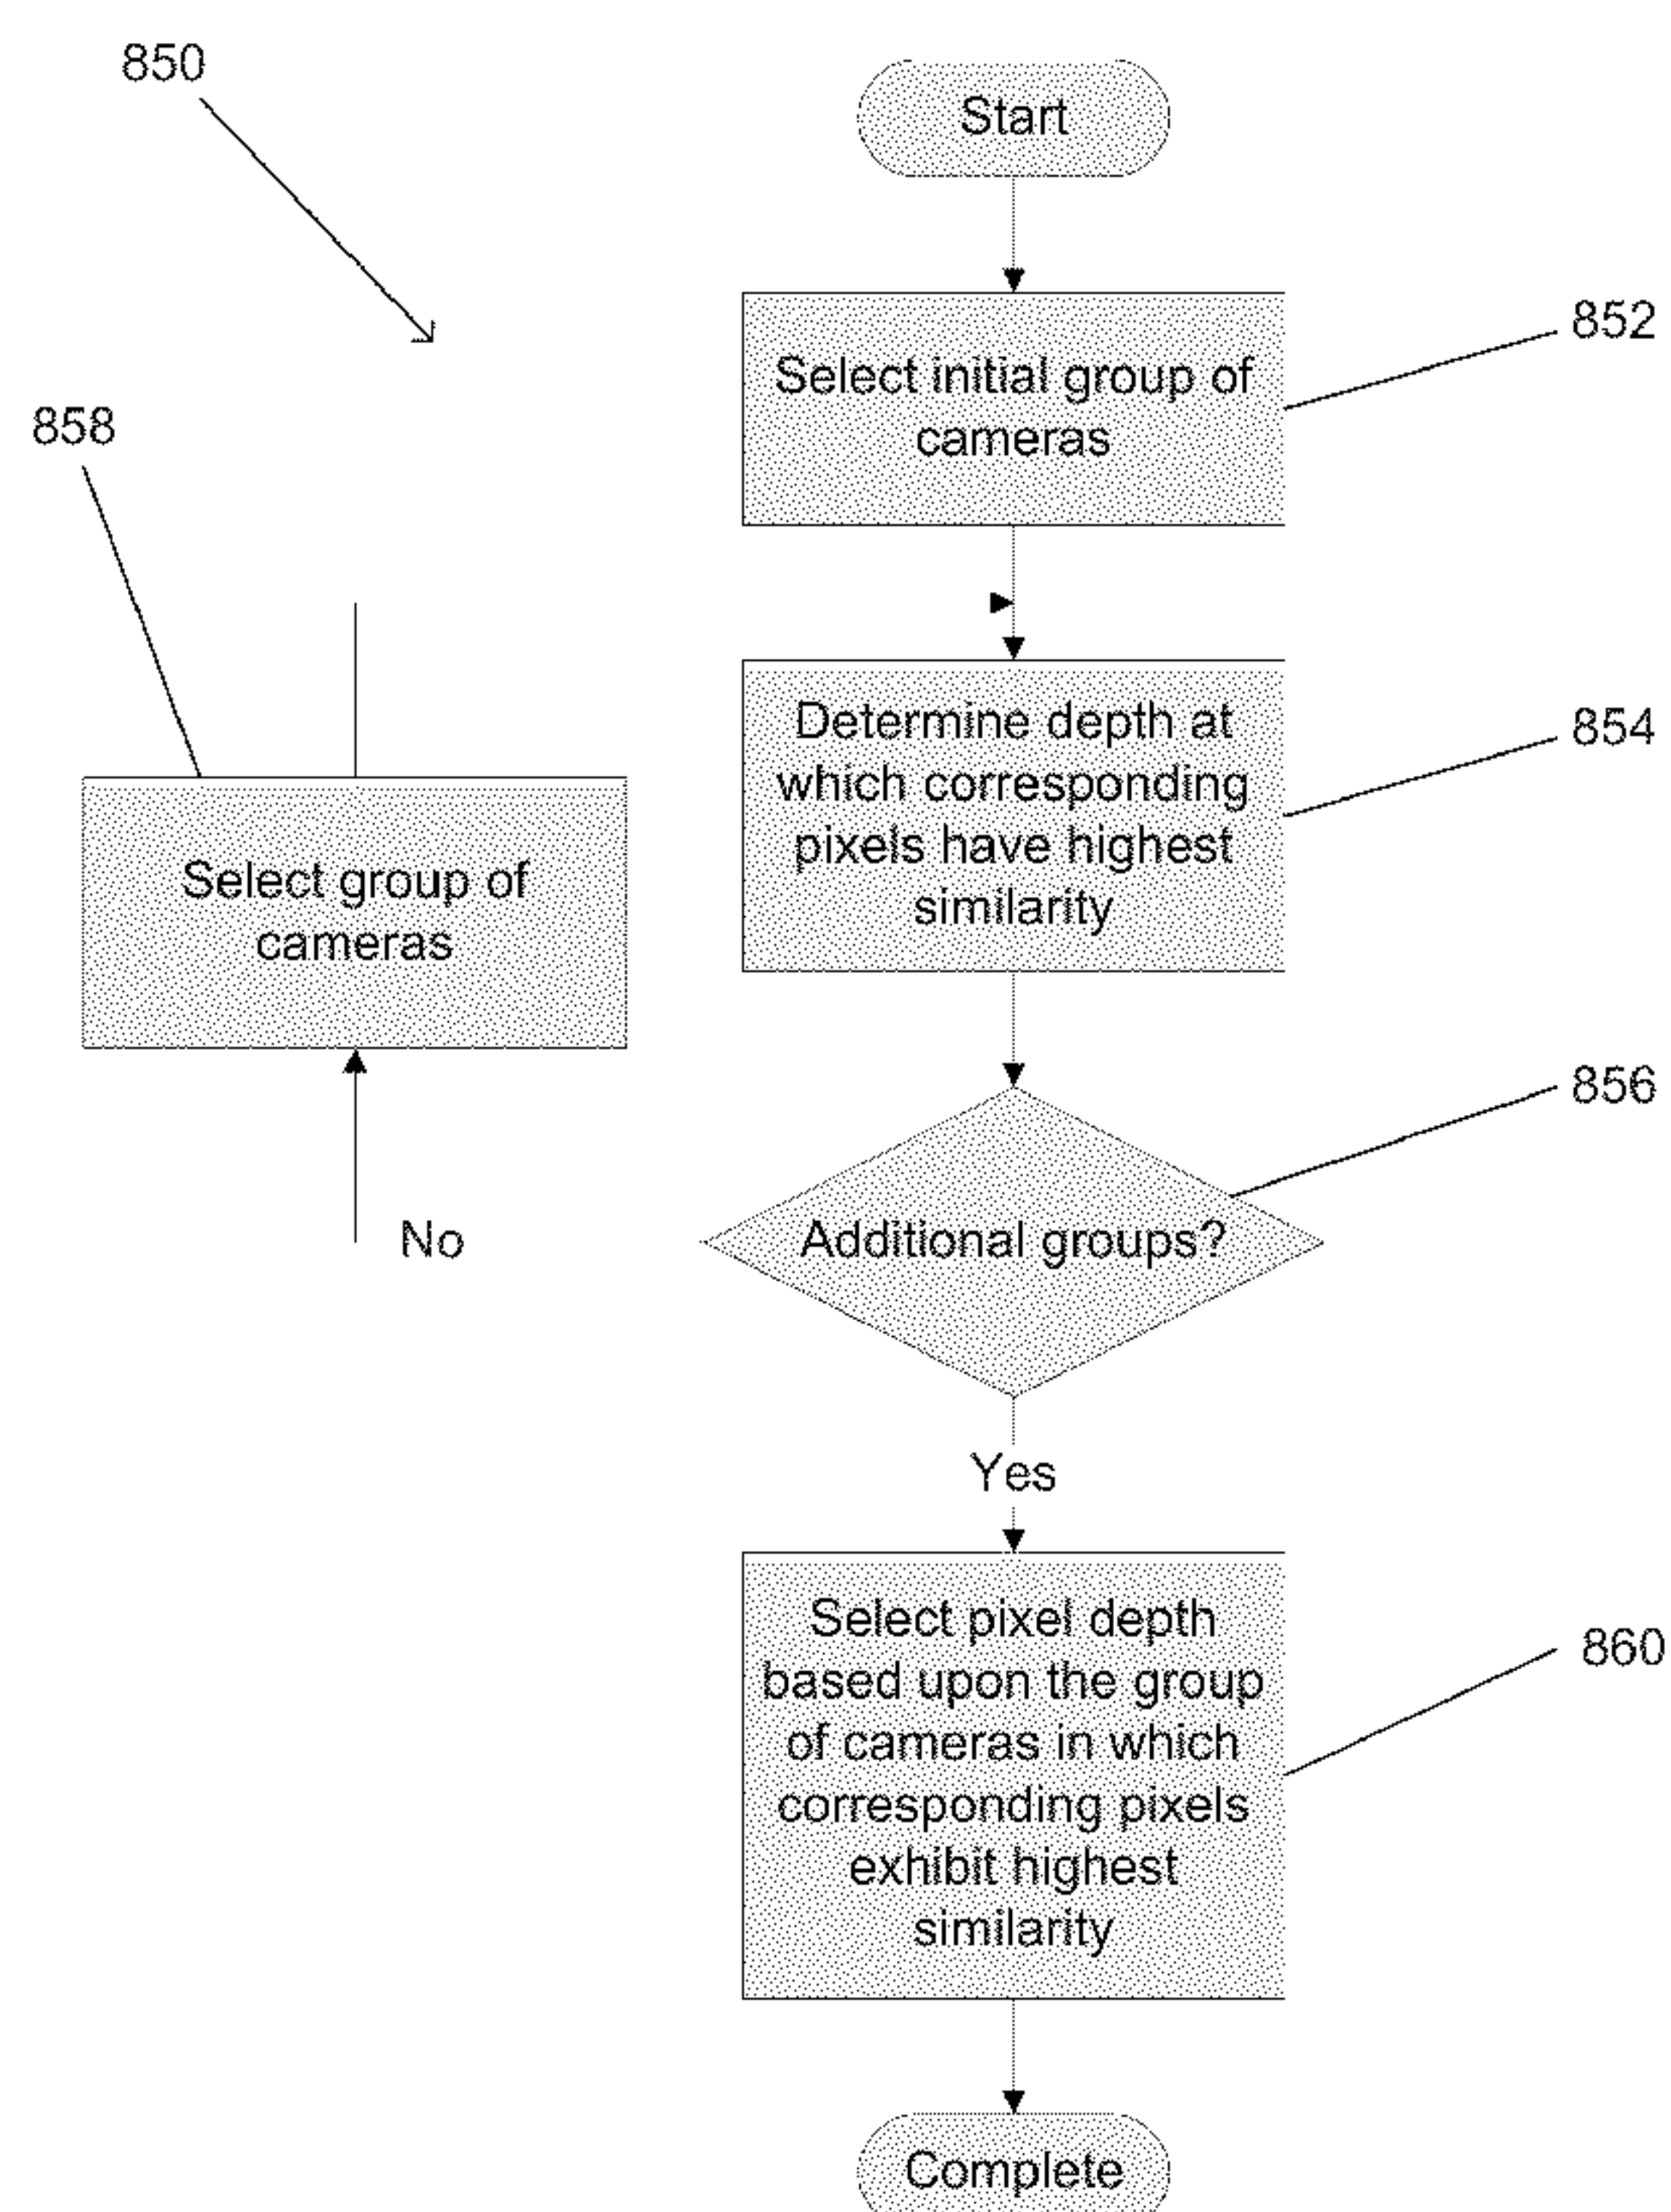 850
Start
852
Select initial group of
cameras
858
854
Determine depth at
which corresponding
pixels have highest
similarity
Select group of
cameras
856
Additional groups?
No
Yes
860
Select pixel depth
based upon the group
of cameras in which
corresponding pixels
exhibit highest
similarity
Complete